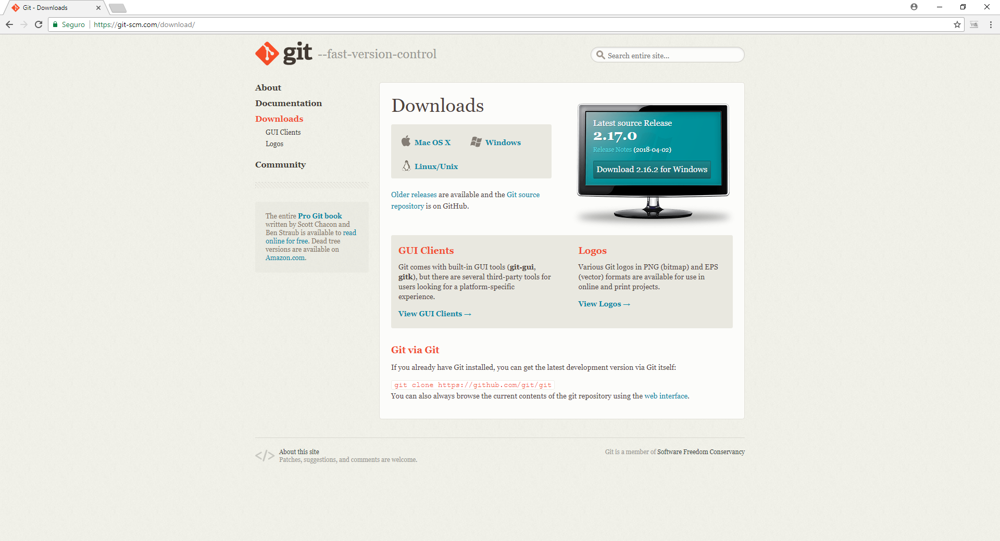 Git - Downloads
Seguro https://git-scm.com/download/
git --fast-version-control
Search entire site...
About
Documentation
Downloads
GUI Clients
Logos
Community
The entire Pro Git book
written by Scott Chacon and
Ben Straub is available to read
online for free. Dead tree
versions are available on
Amazon.com.
Downloads
Mac OS X
Windows
Linux/Unix
Older releases are available and the Git source
repository is on GitHub.
Latest source Release
2.17.0
Release Notes (2018-04-02)
Download 2.16.2 for Windows
GUI Clients
Git comes with built-in GUI tools (git-gui,
gitk), but there are several third-party tools for
users looking for a platform-specific
experience.
View GUI Clients →
Logos
Various Git logos in PNG (bitmap) and EPS
(vector) formats are available for use in
online and print projects.
View Logos →
Git via Git
If you already have Git installed, you can get the latest development version via Git itself:
git clone https://github.com/git/git
You can also always browse the current contents of the git repository using the web interface.
</> About this site
Patches, suggestions, and comments are welcome.
Git is a member of Software Freedom Conservancy
WS